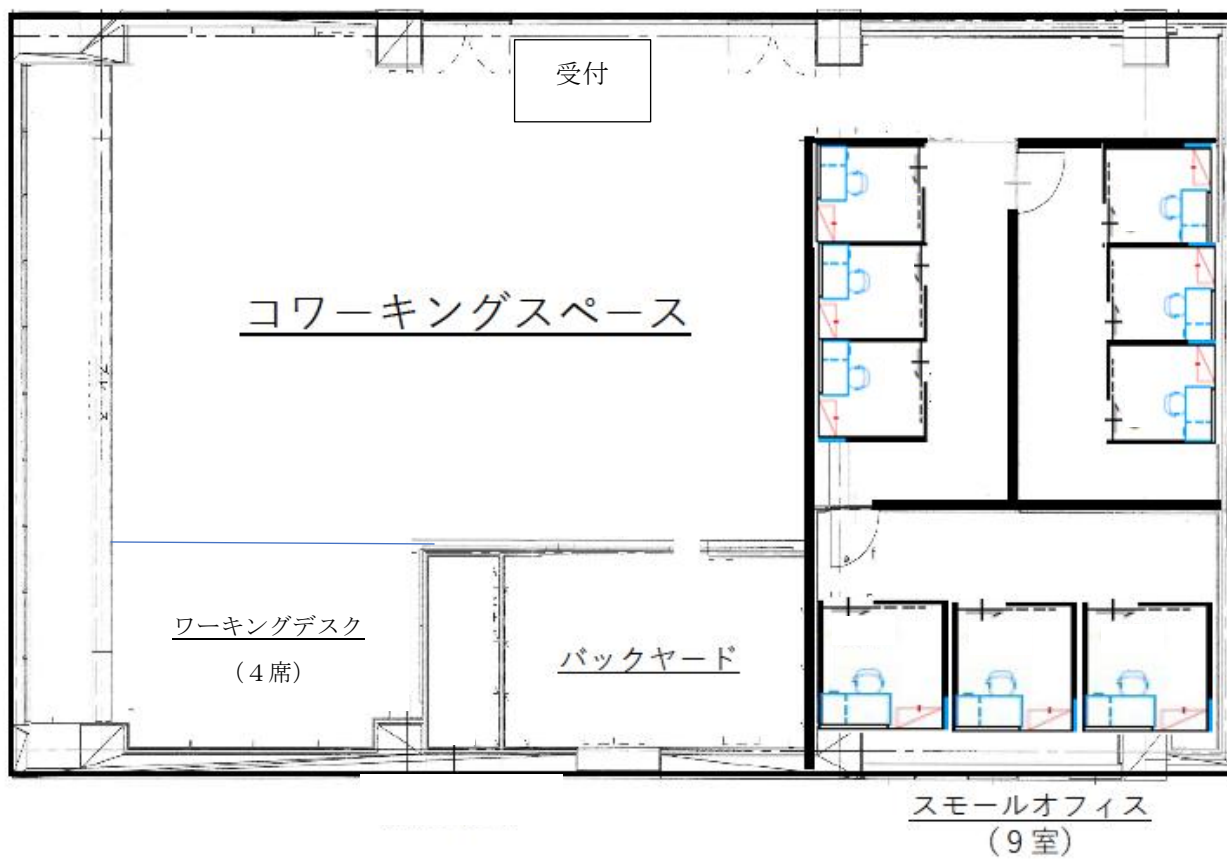 受付
コワーキングスペース
ワーキングデスク
（４席）
バックヤード
スモールオフィス
（９室）